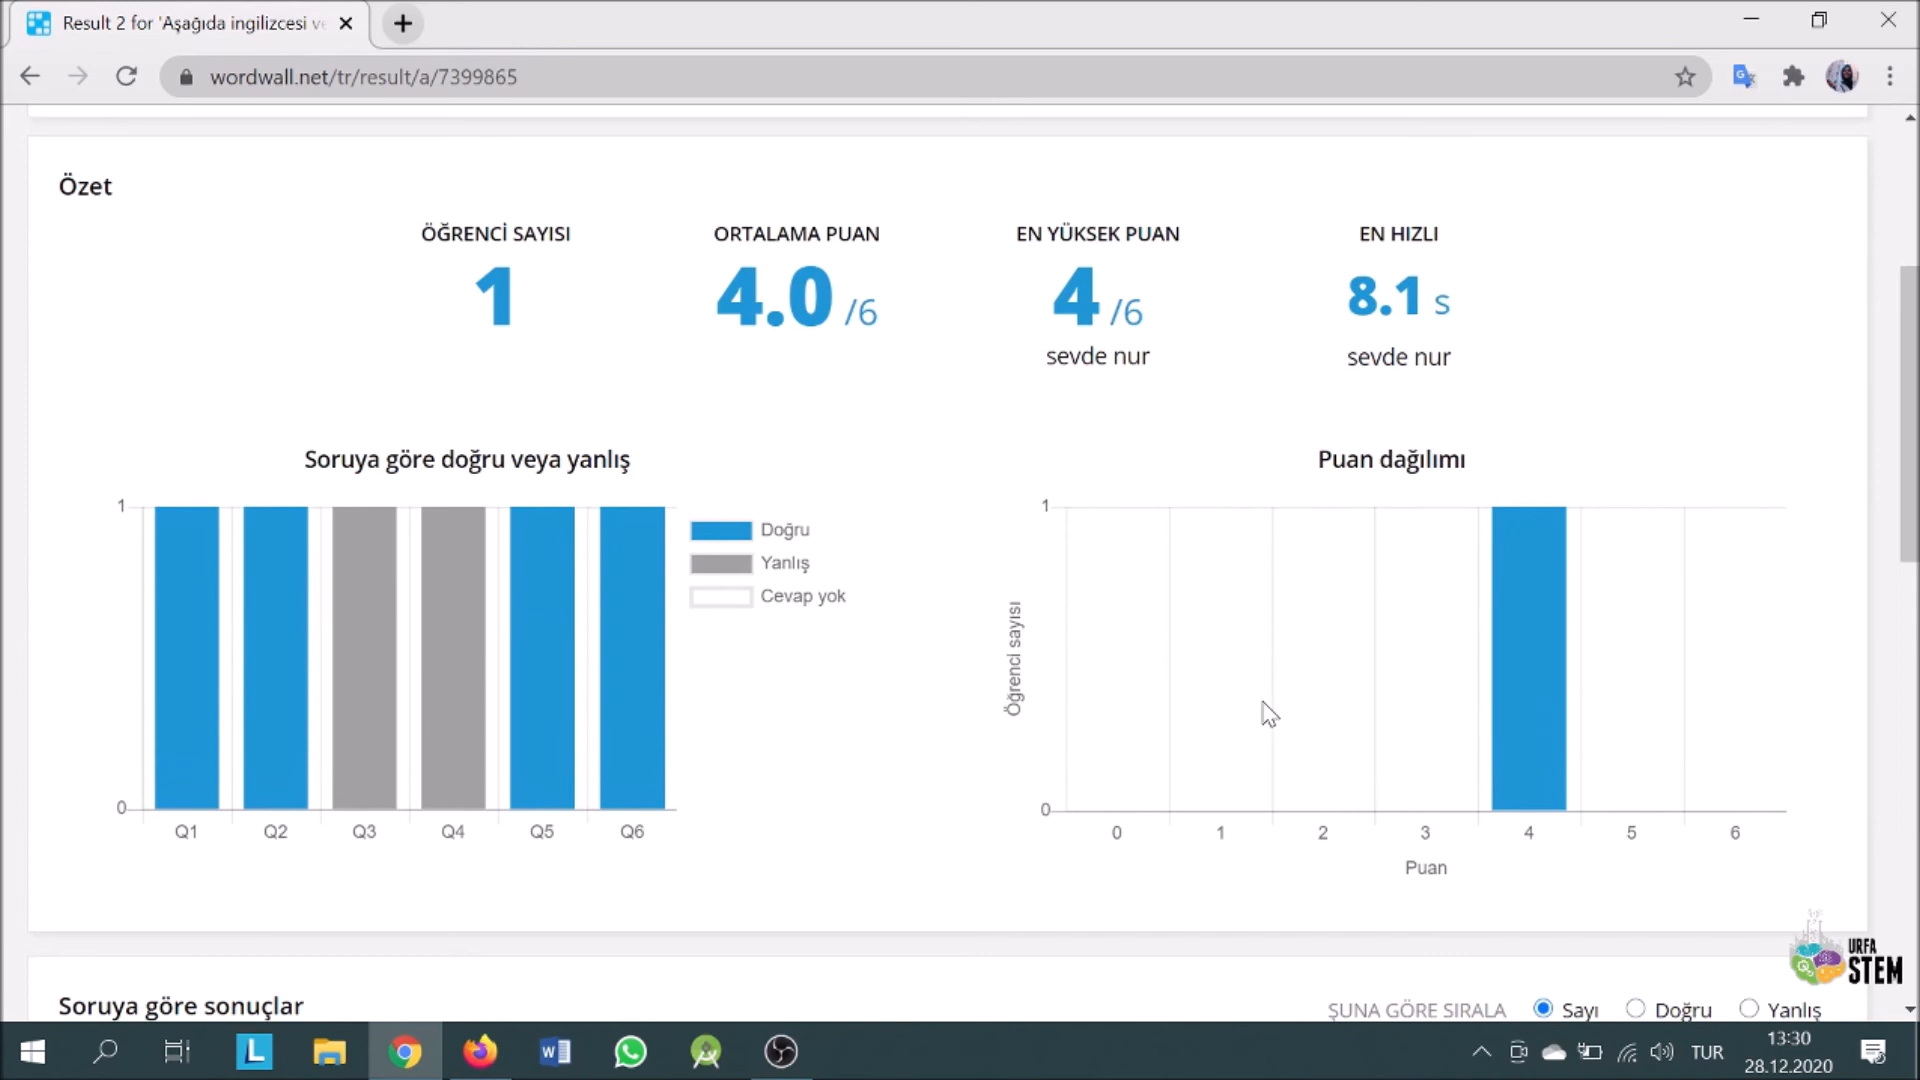 Result 2 for 'Aşağıda ingilizcesi ve
wordwall.net/tr/result/a/7399865
Özet
ÖĞRENCİ SAYISI
1
ORTALAMA PUAN
4.0 /6
EN YÜKSEK PUAN
4 /6
sevde nur
EN HIZLI
8.1 s
sevde nur
Soruya göre doğru veya yanlış
1
0
Q1 Q2 Q3 Q4 Q5 Q6
Doğru
Yanlış
Cevap yok
Puan dağılımı
Öğrenci sayısı
1
0
0 1 2 3 4 5 6
Puan
URFA
STEM
Soruya göre sonuçlar
ŞUNA GÖRE SIRALA Sayı Doğru Yanlış
TUR
13:30
28.12.2020